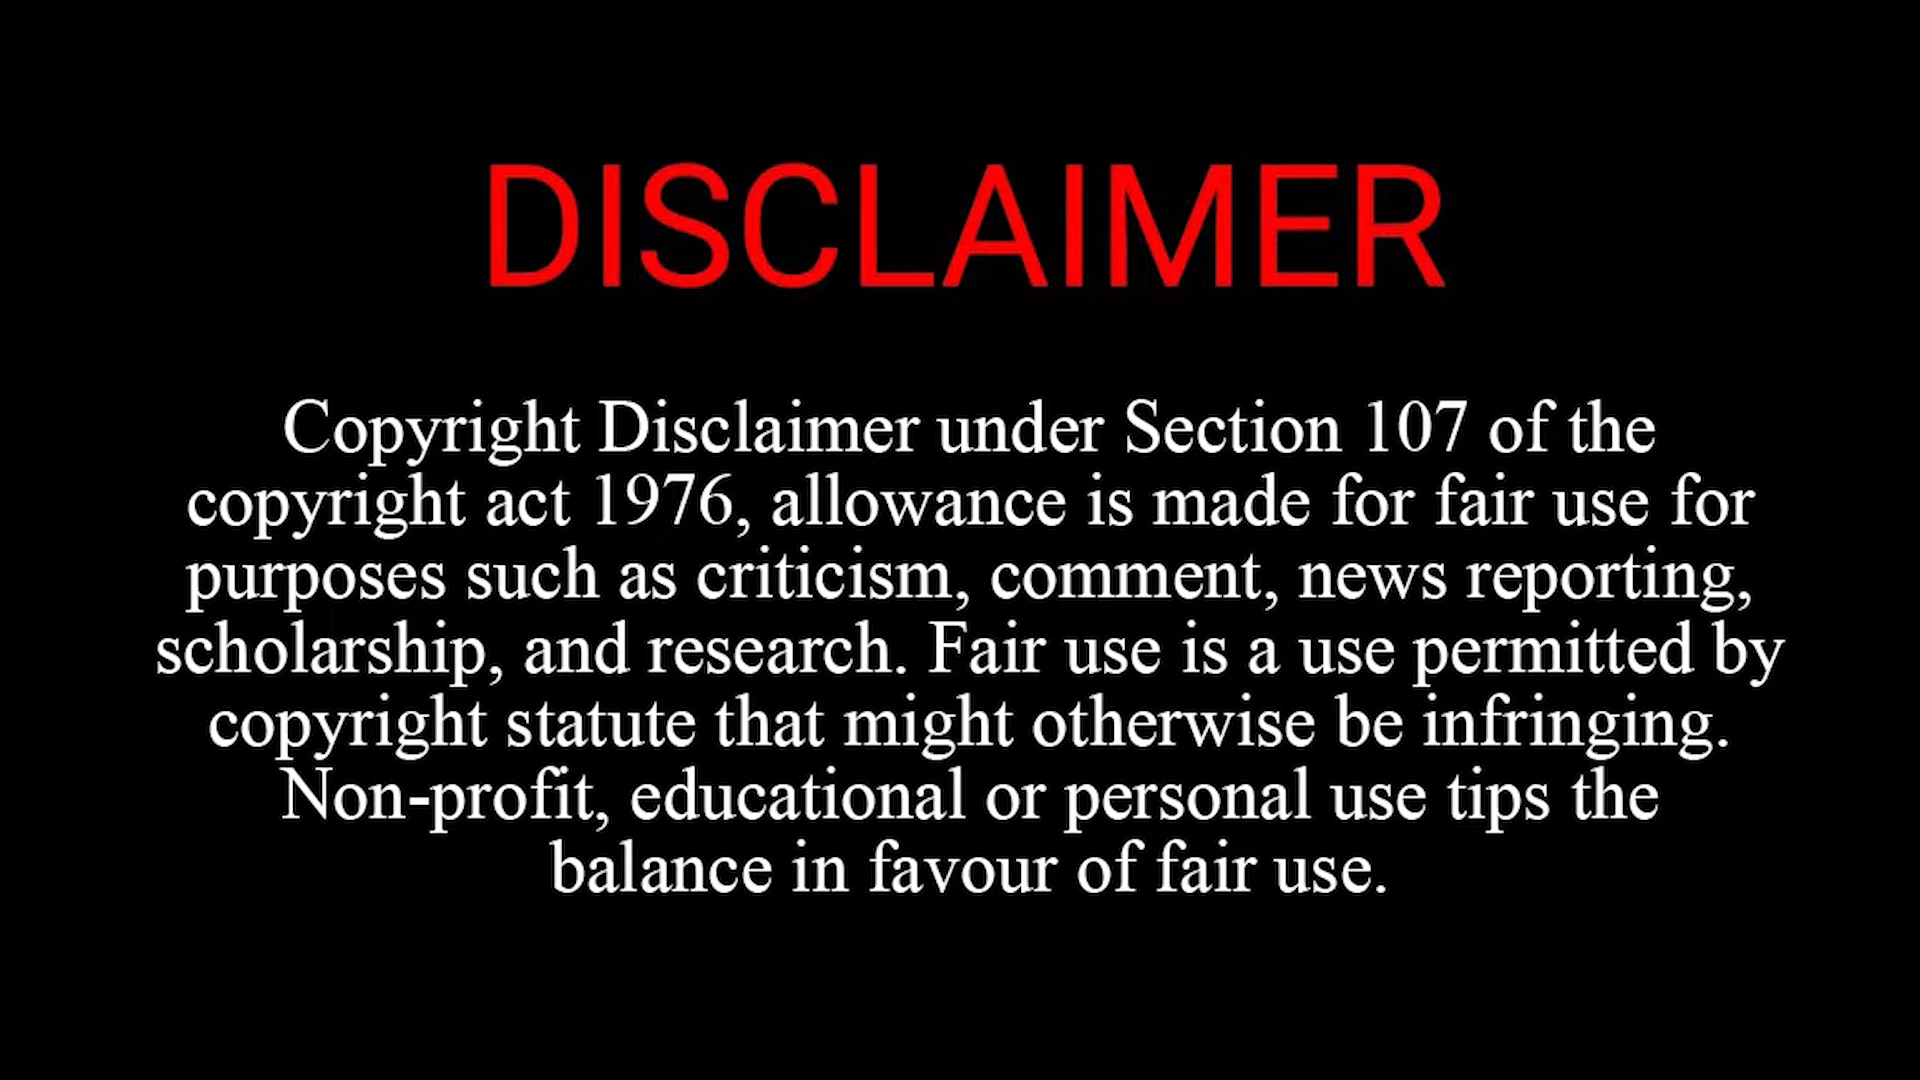 DISCLAIMER
Copyright Disclaimer under Section 107 of the
copyright act 1976, allowance is made for fair use for
purposes such as criticism, comment, news reporting,
scholarship, and research. Fair use is a use permitted by
copyright statute that might otherwise be infringing.
Non-profit, educational or personal use tips the
balance in favour of fair use.